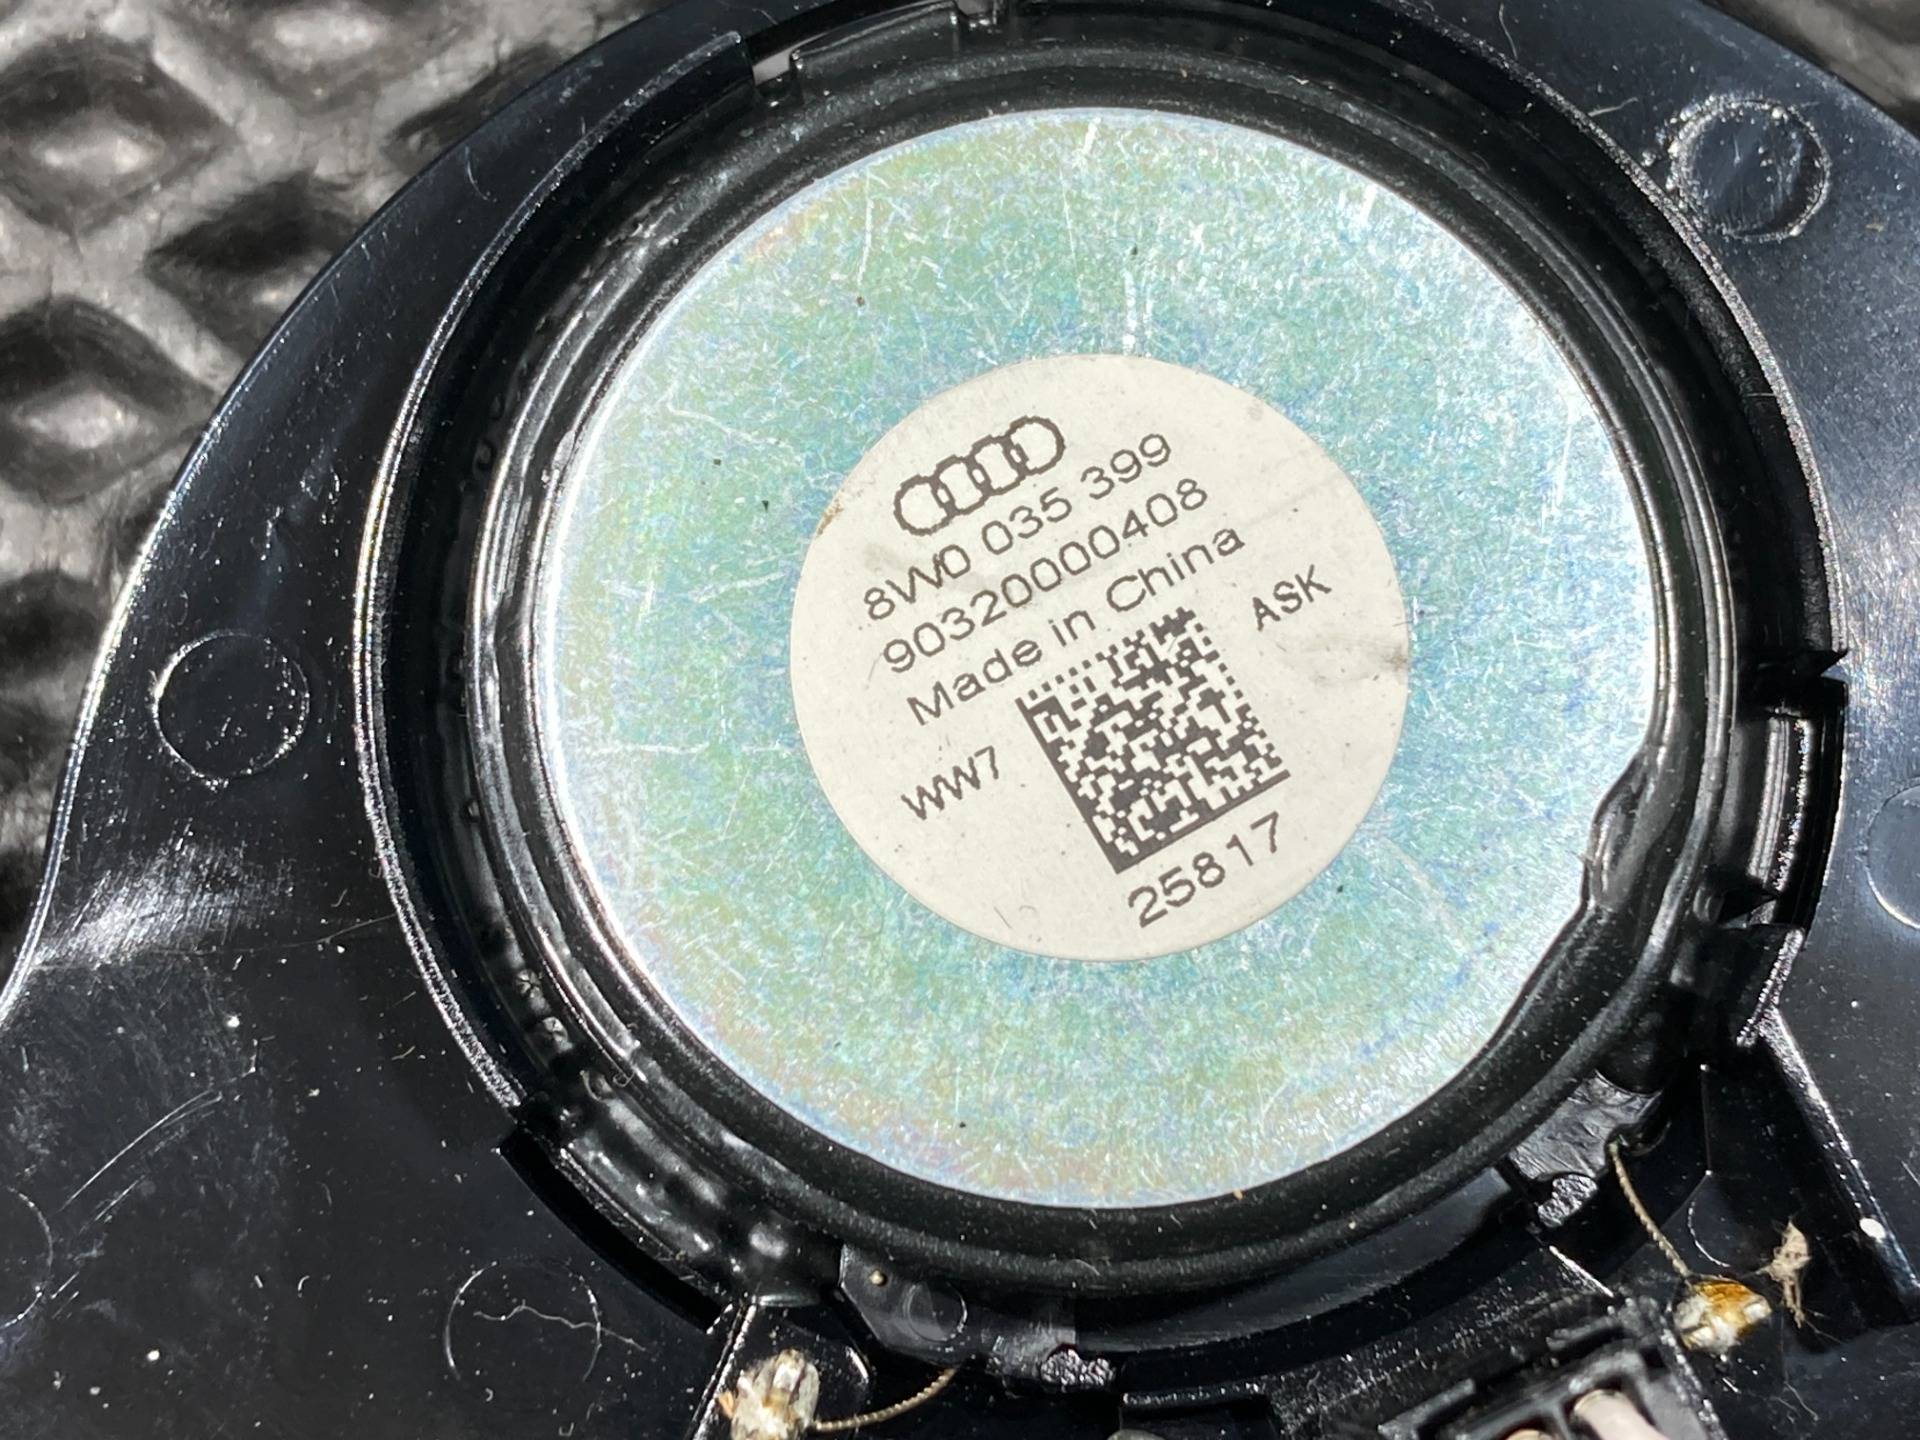 8W0 035 399
90320000408
Made in China
ASK
WW7
25817